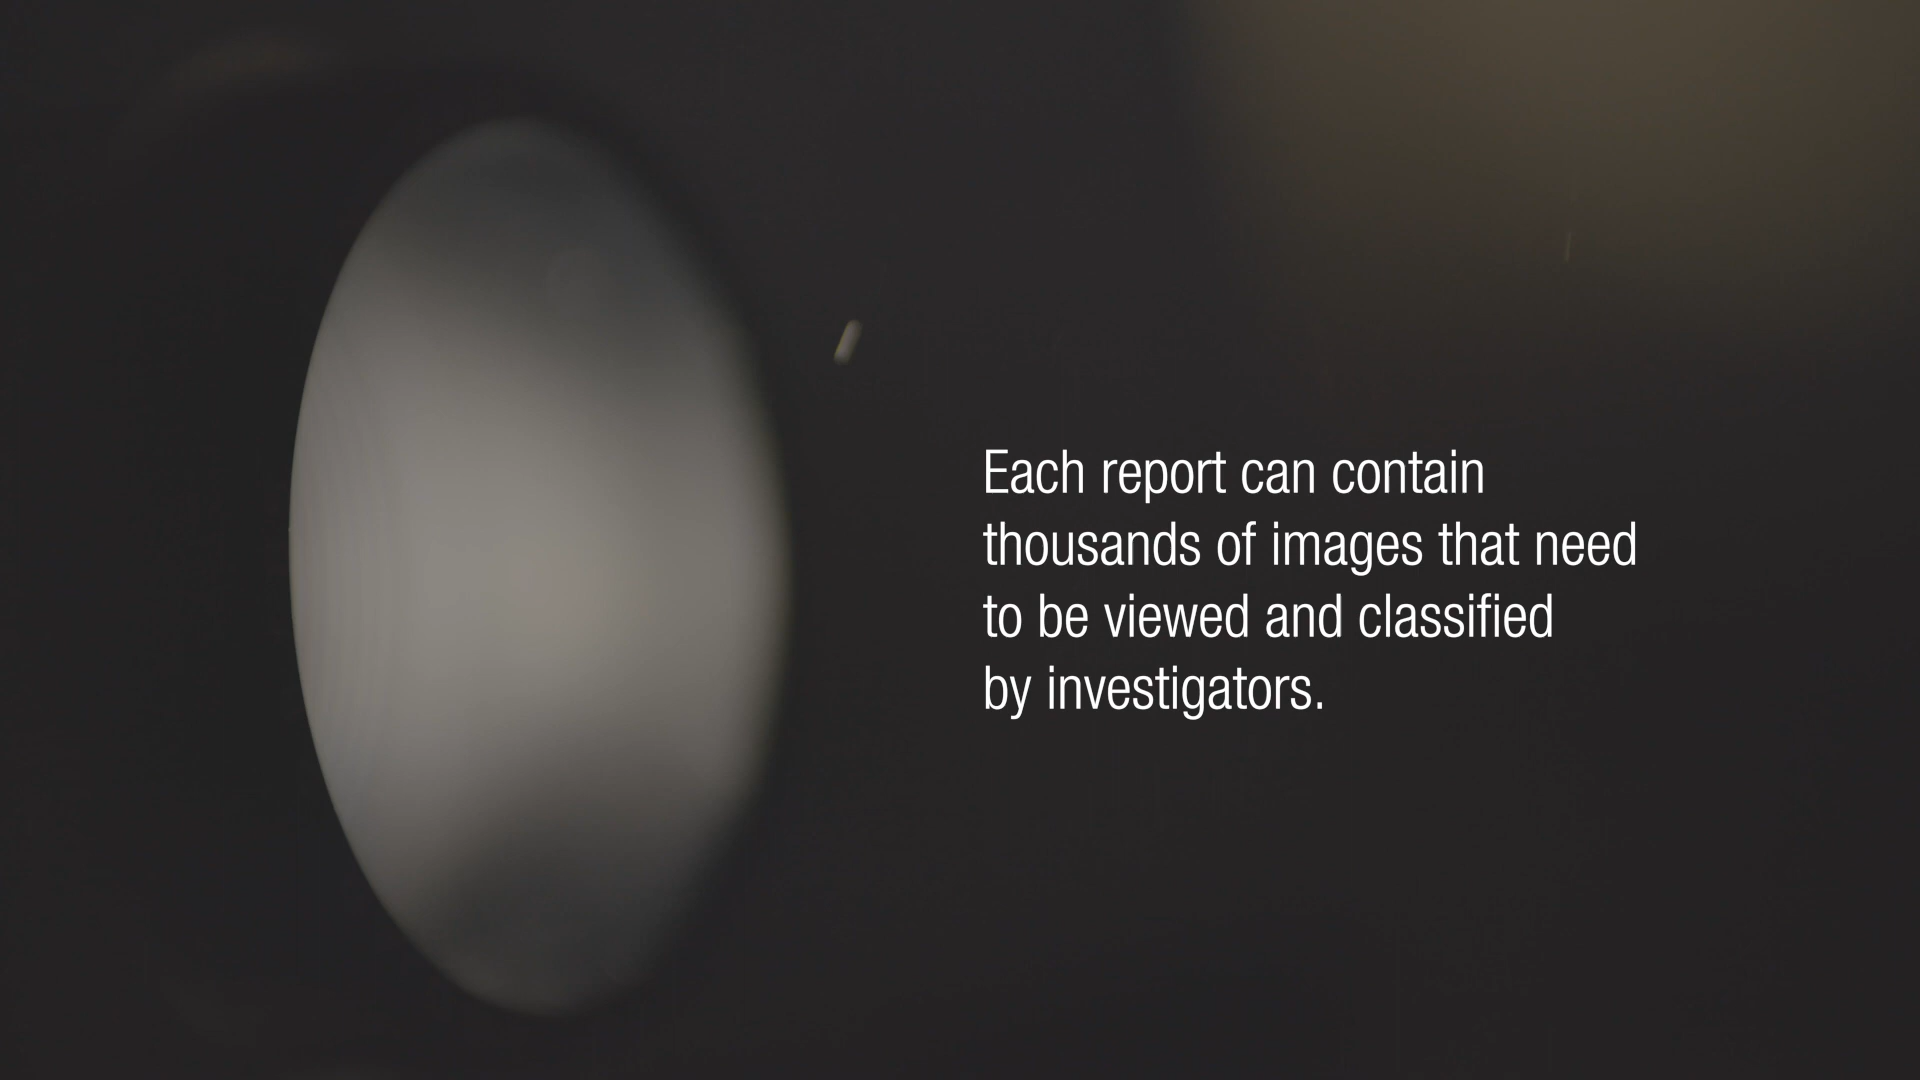 Each report can contain
thousands of images that need
to be viewed and classified
by investigators.